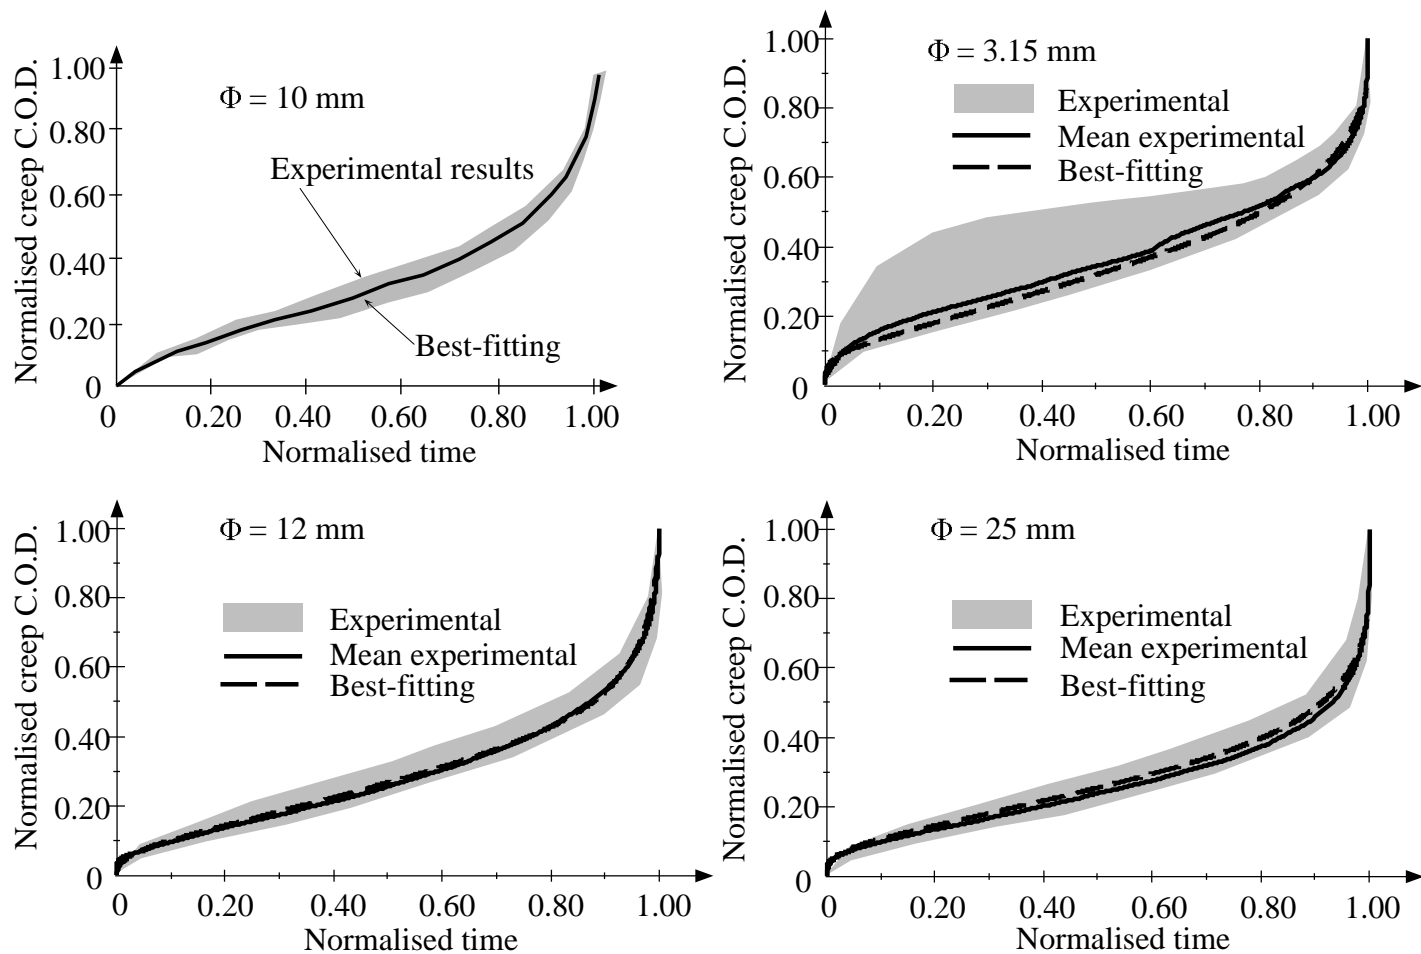 Φ = 10 mm
Experimental results
Best-fitting
Normalised creep C.O.D.
1.00
0.80
0.60
0.40
0.20
0
0 0.20 0.40 0.60 0.80 1.00
Normalised time
Φ = 3.15 mm
Experimental
Mean experimental
Best-fitting
Normalised creep C.O.D.
1.00
0.80
0.60
0.40
0.20
0
0 0.20 0.40 0.60 0.80 1.00
Normalised time
Φ = 12 mm
Experimental
Mean experimental
Best-fitting
Normalised creep C.O.D.
1.00
0.80
0.60
0.40
0.20
0
0 0.20 0.40 0.60 0.80 1.00
Normalised time
Φ = 25 mm
Experimental
Mean experimental
Best-fitting
Normalised creep C.O.D.
1.00
0.80
0.60
0.40
0.20
0
0 0.20 0.40 0.60 0.80 1.00
Normalised time